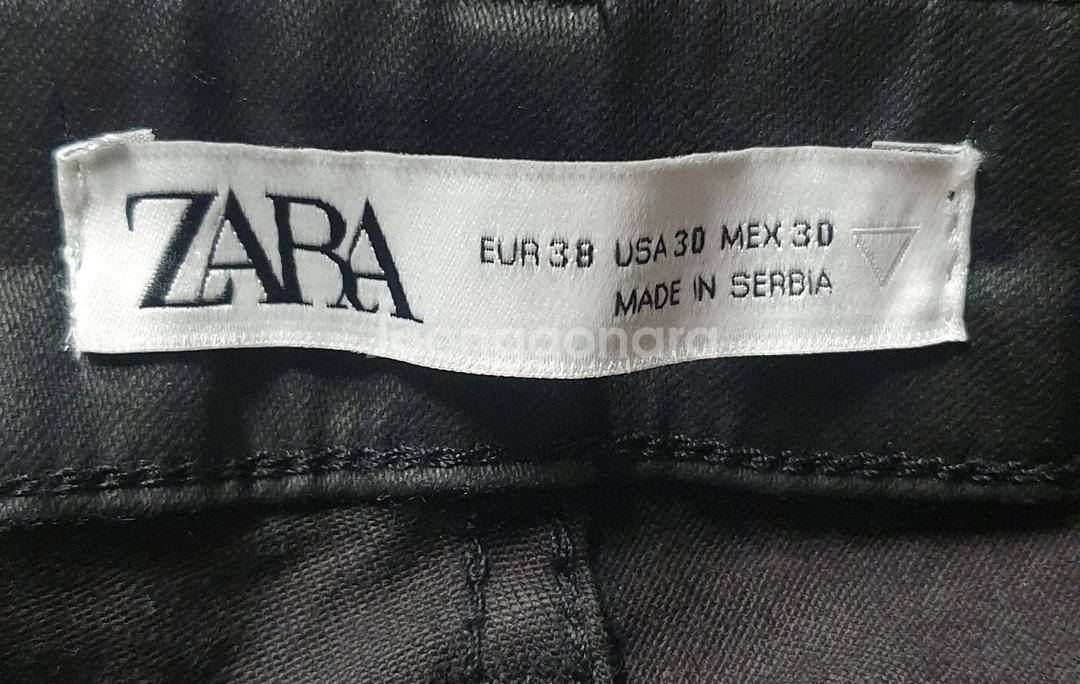 ZARA
EUR 38 USA 30 MEX 30
MADE IN SERBIA